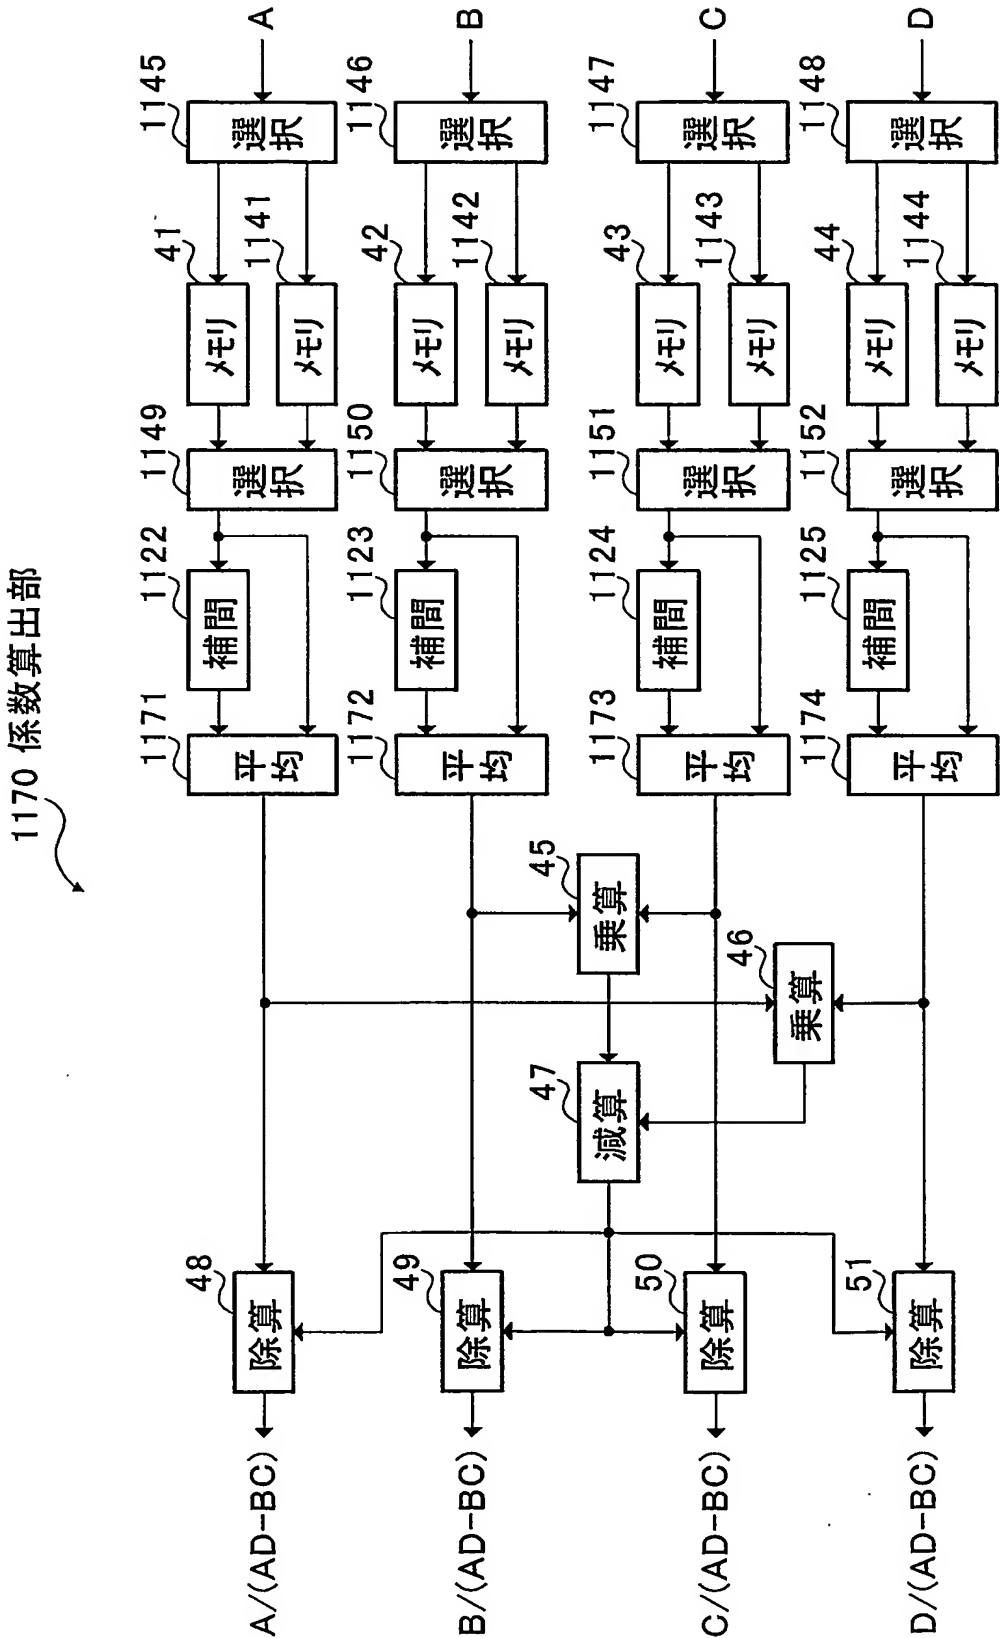 1170 係数算出部
A
1145
選択
41
メモリ
1141
メモリ
1149
選択
1122
補間
1171
平均
48
除算
A/(AD-BC)
B
1146
選択
42
メモリ
1142
メモリ
1150
選択
1123
補間
1172
平均
45
乗算
47
減算
49
除算
B/(AD-BC)
C
1147
選択
43
メモリ
1143
メモリ
1151
選択
1124
補間
1173
平均
46
乗算
50
除算
C/(AD-BC)
D
1148
選択
44
メモリ
1144
メモリ
1152
選択
1125
補間
1174
平均
51
除算
D/(AD-BC)